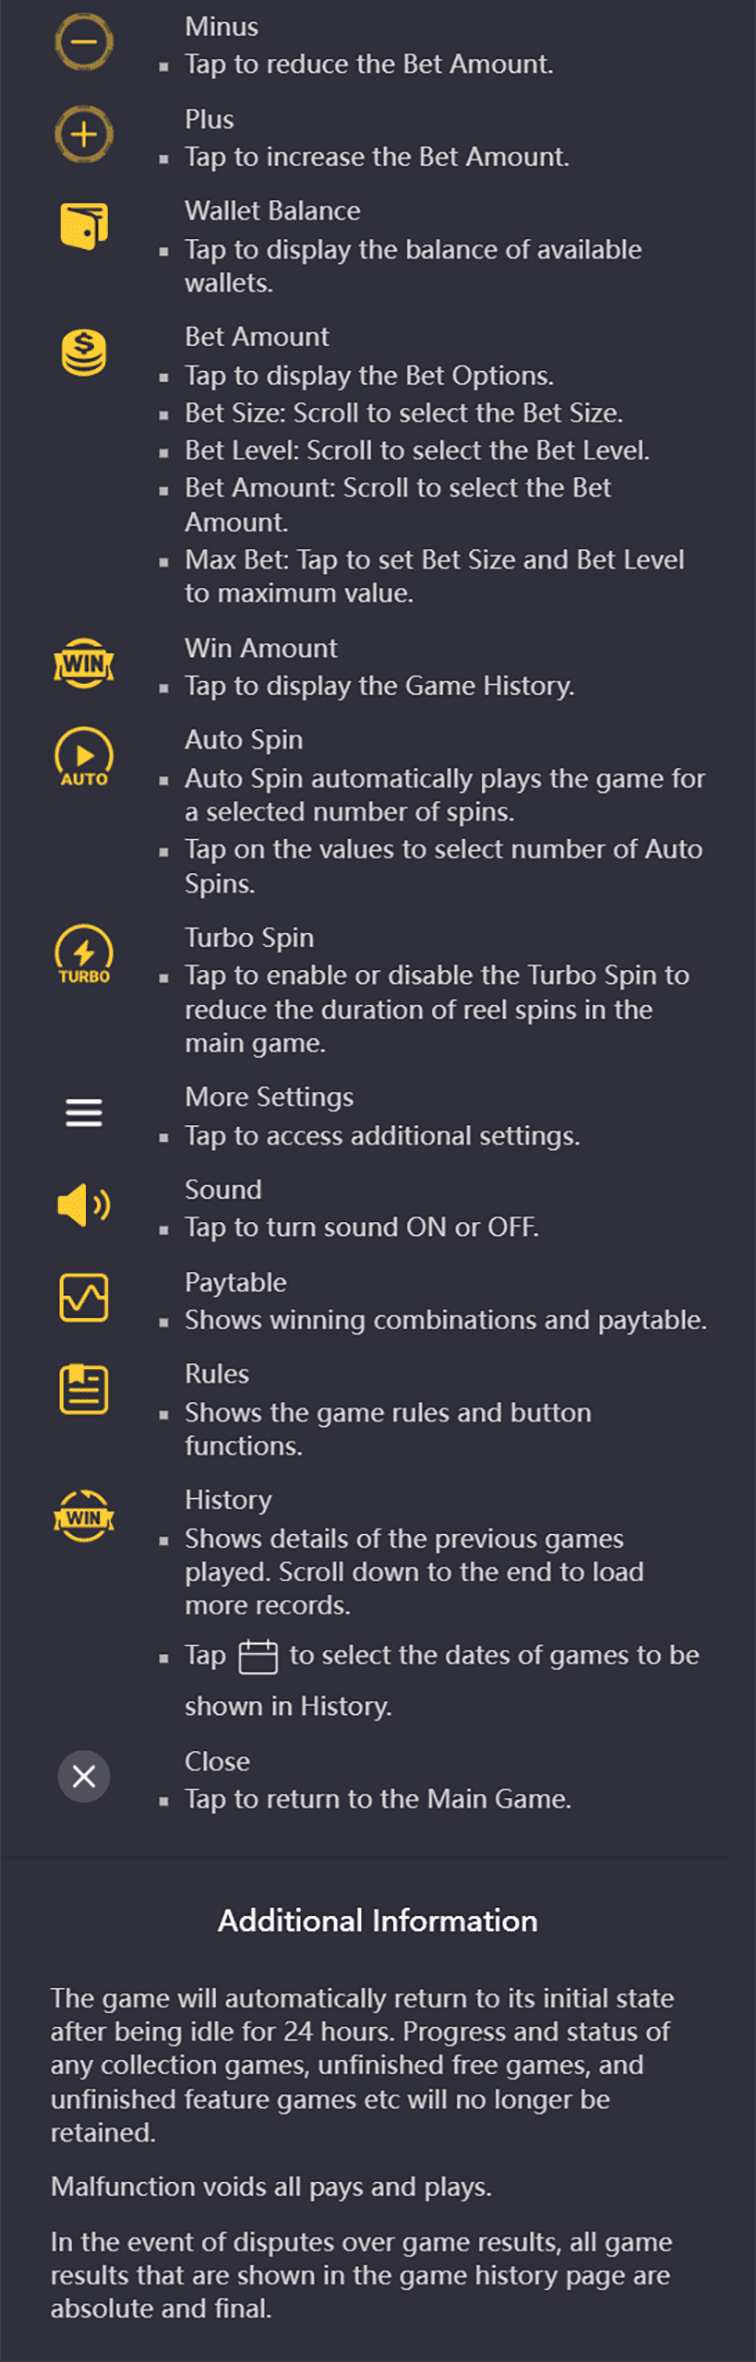 Minus
▪ Tap to reduce the Bet Amount.
Plus
▪ Tap to increase the Bet Amount.
Wallet Balance
▪ Tap to display the balance of available
wallets.
$
Bet Amount
▪ Tap to display the Bet Options.
▪ Bet Size: Scroll to select the Bet Size.
▪ Bet Level: Scroll to select the Bet Level.
▪ Bet Amount: Scroll to select the Bet
Amount.
▪ Max Bet: Tap to set Bet Size and Bet Level
to maximum value.
WIN
Win Amount
▪ Tap to display the Game History.
AUTO
Auto Spin
▪ Auto Spin automatically plays the game for
a selected number of spins.
▪ Tap on the values to select number of Auto
Spins.
TURBO
Turbo Spin
▪ Tap to enable or disable the Turbo Spin to
reduce the duration of reel spins in the
main game.
More Settings
▪ Tap to access additional settings.
Sound
▪ Tap to turn sound ON or OFF.
Paytable
▪ Shows winning combinations and paytable.
Rules
▪ Shows the game rules and button
functions.
WIN
History
▪ Shows details of the previous games
played. Scroll down to the end to load
more records.
▪ Tap to select the dates of games to be
shown in History.
Close
▪ Tap to return to the Main Game.
Additional Information
The game will automatically return to its initial state
after being idle for 24 hours. Progress and status of
any collection games, unfinished free games, and
unfinished feature games etc will no longer be
retained.
Malfunction voids all pays and plays.
In the event of disputes over game results, all game
results that are shown in the game history page are
absolute and final.